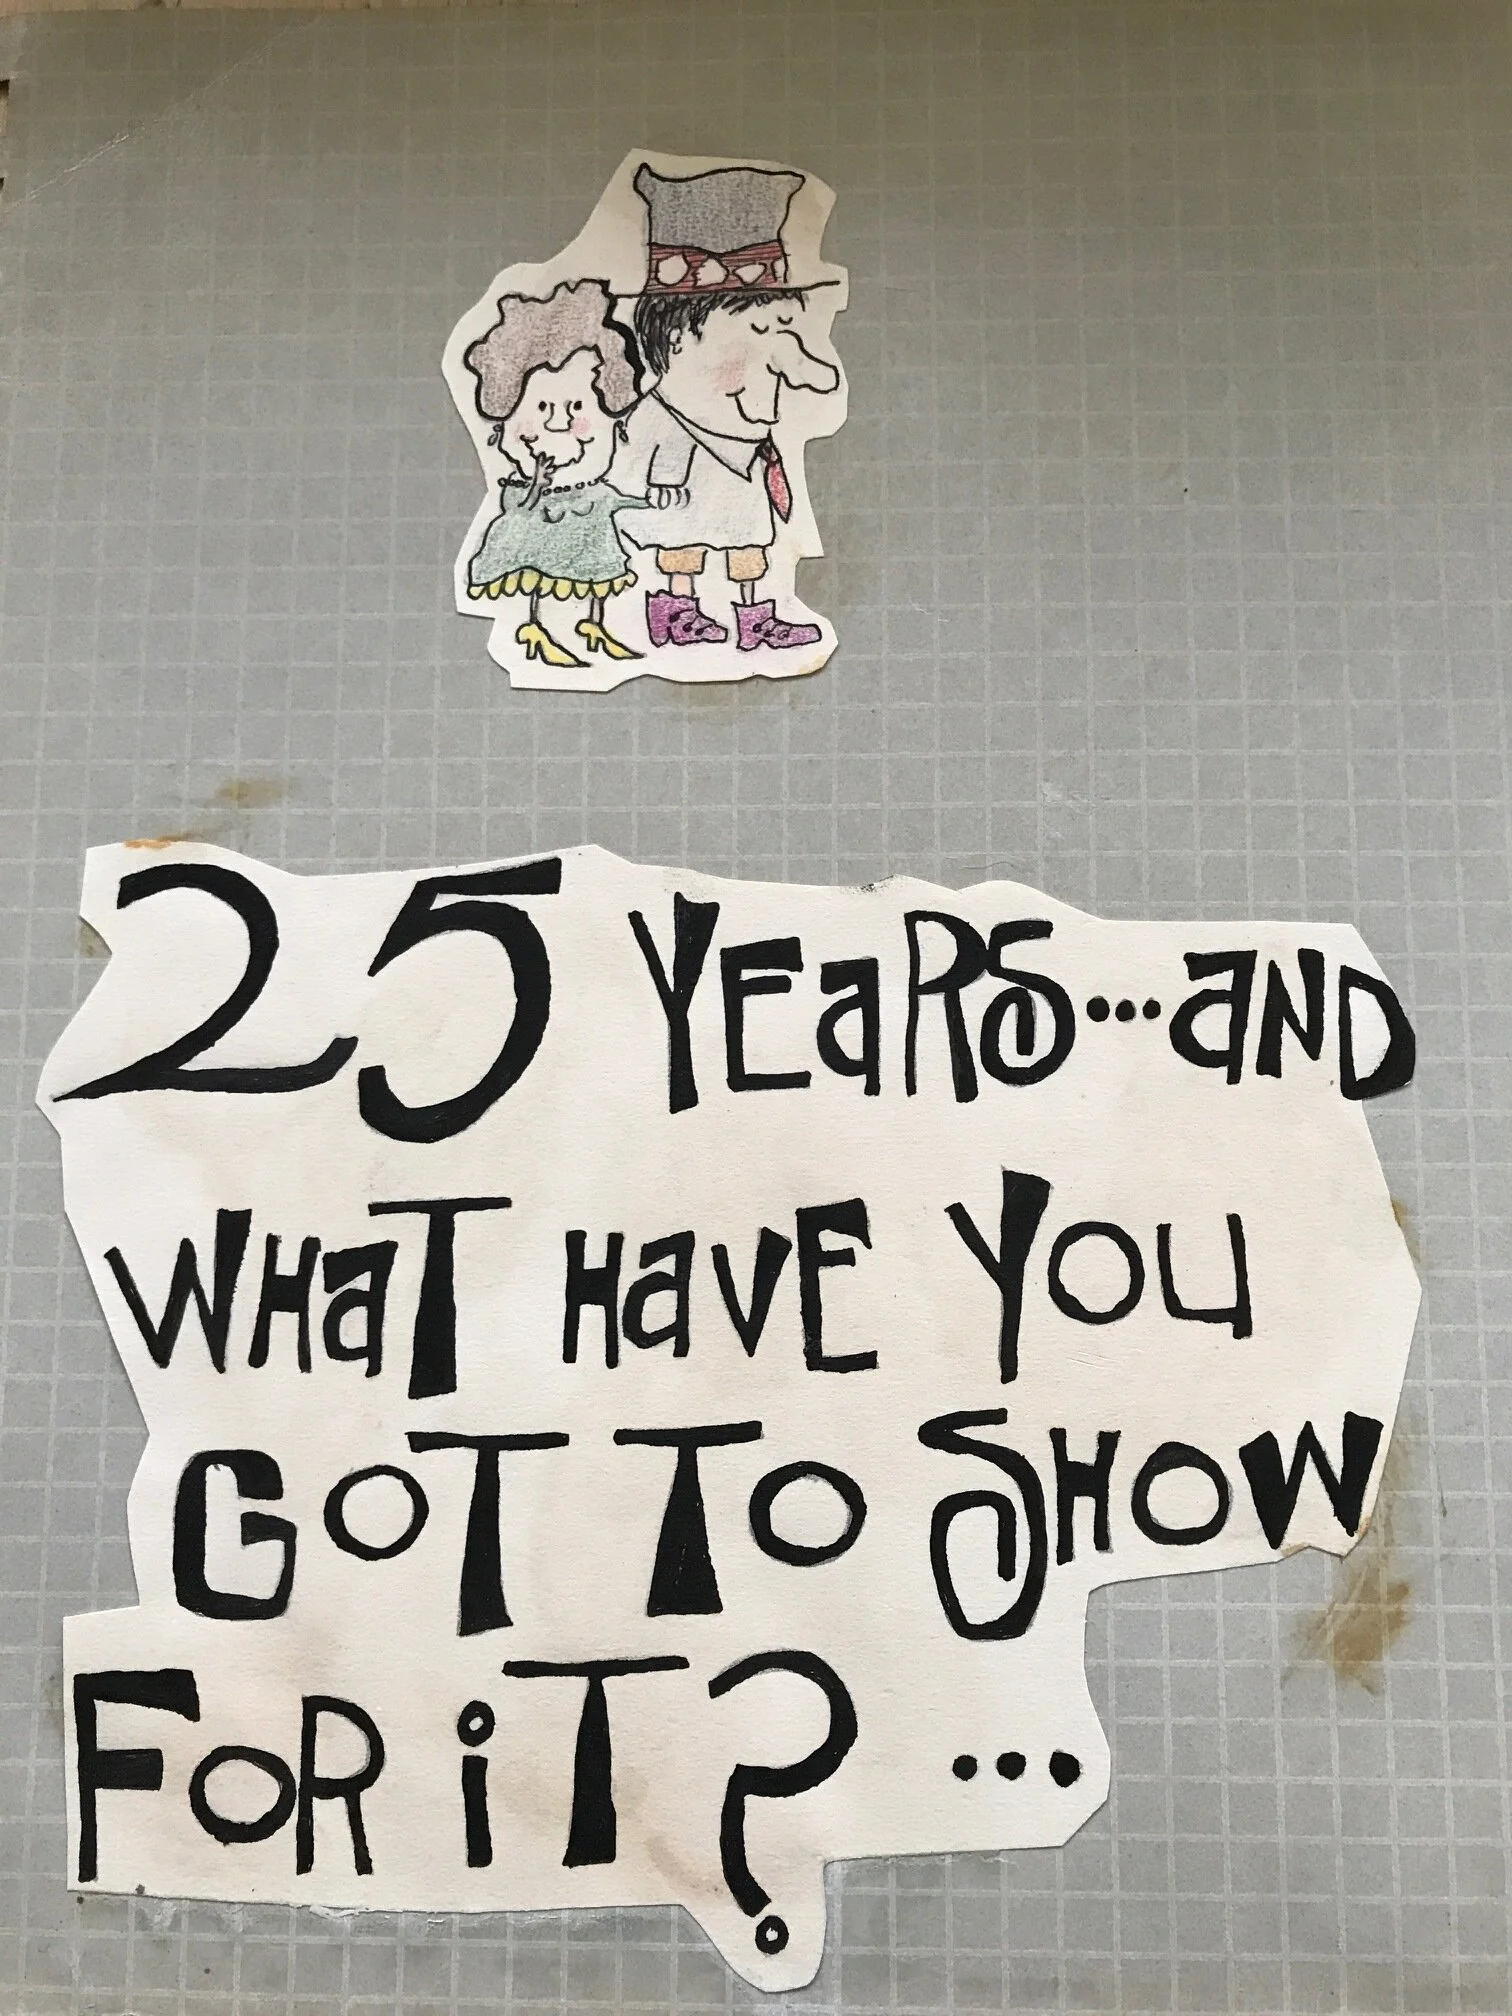 25 YEaRS...aND
WHaT HaVE YOU
GOT TO SHOW
FOR iT? ...